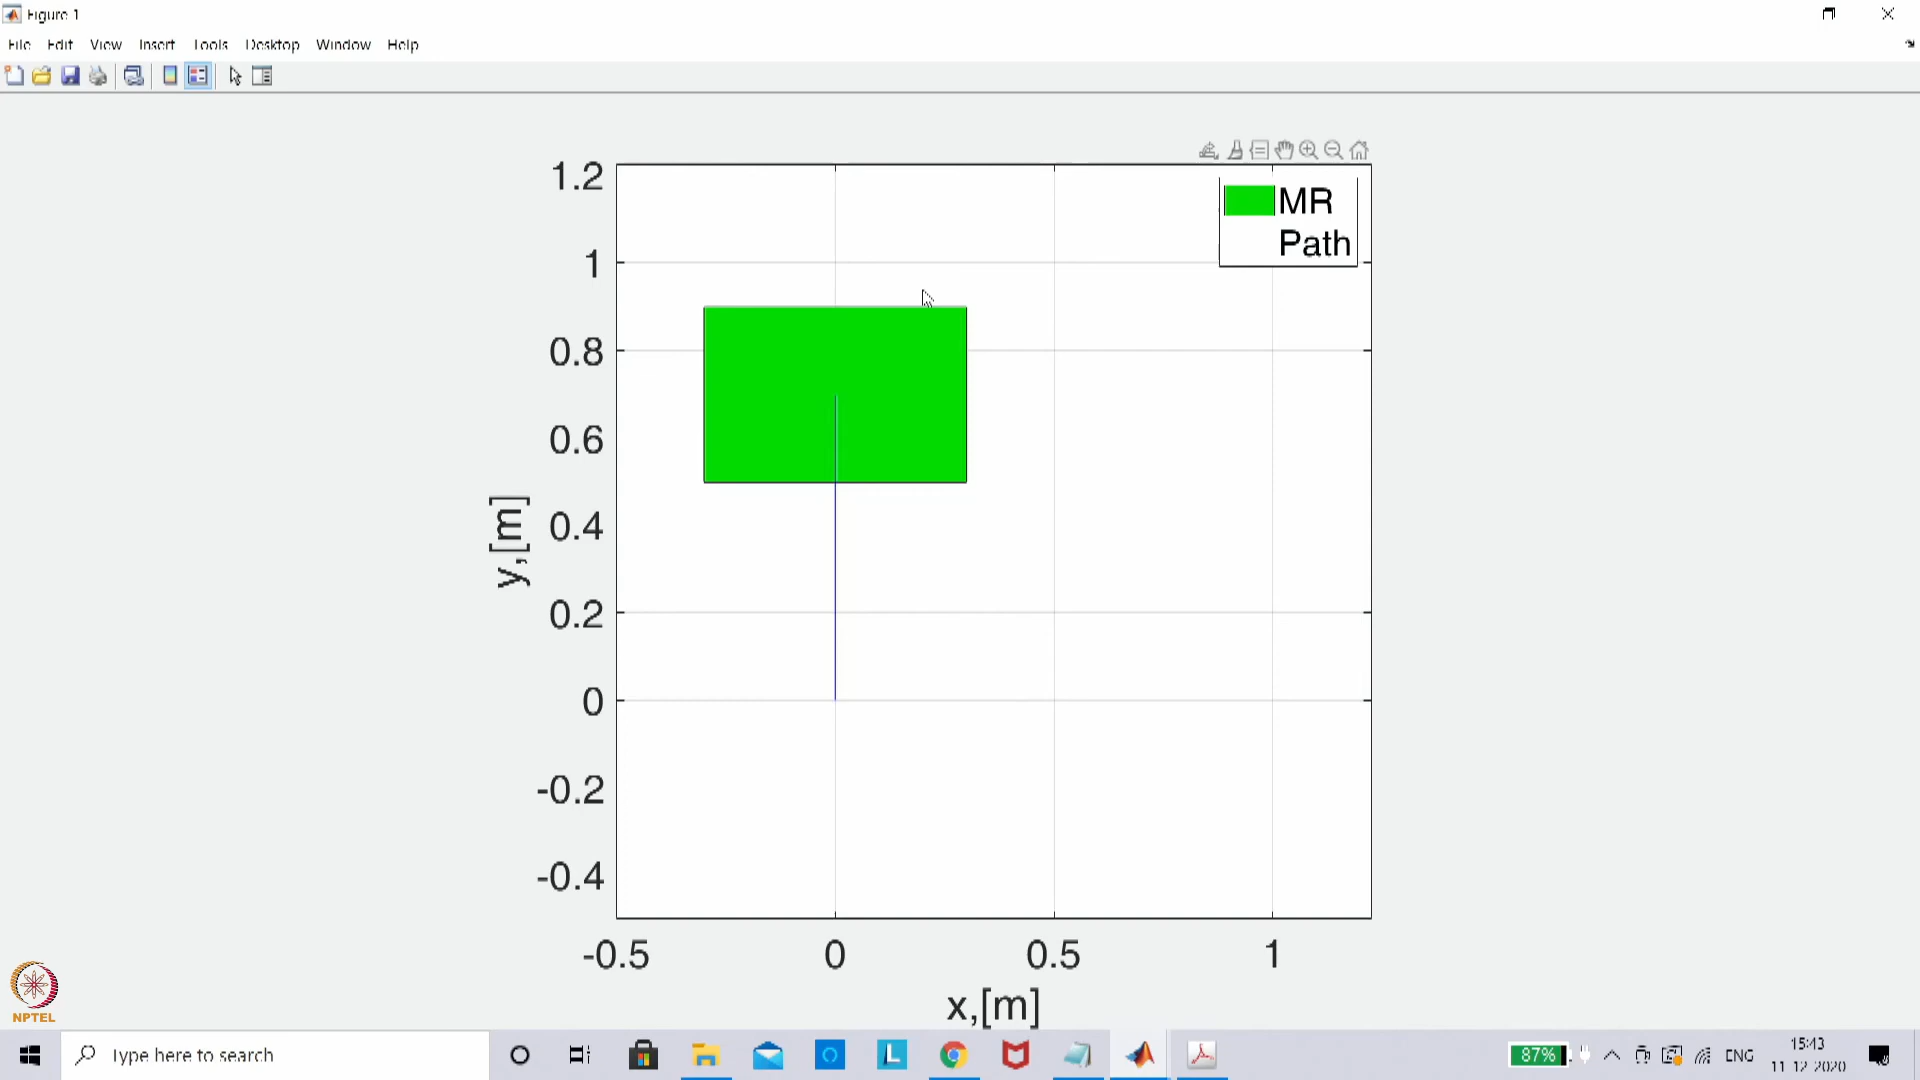 Figure 1
File Edit View Insert Tools Desktop Window Help
MR
Path
1.2
1
0.8
0.6
0.4
0.2
0
-0.2
-0.4
y,[m]
-0.5 0 0.5 1
x,[m]
NPTEL
Type here to search
87%
ENG
15:43
11-12-2020